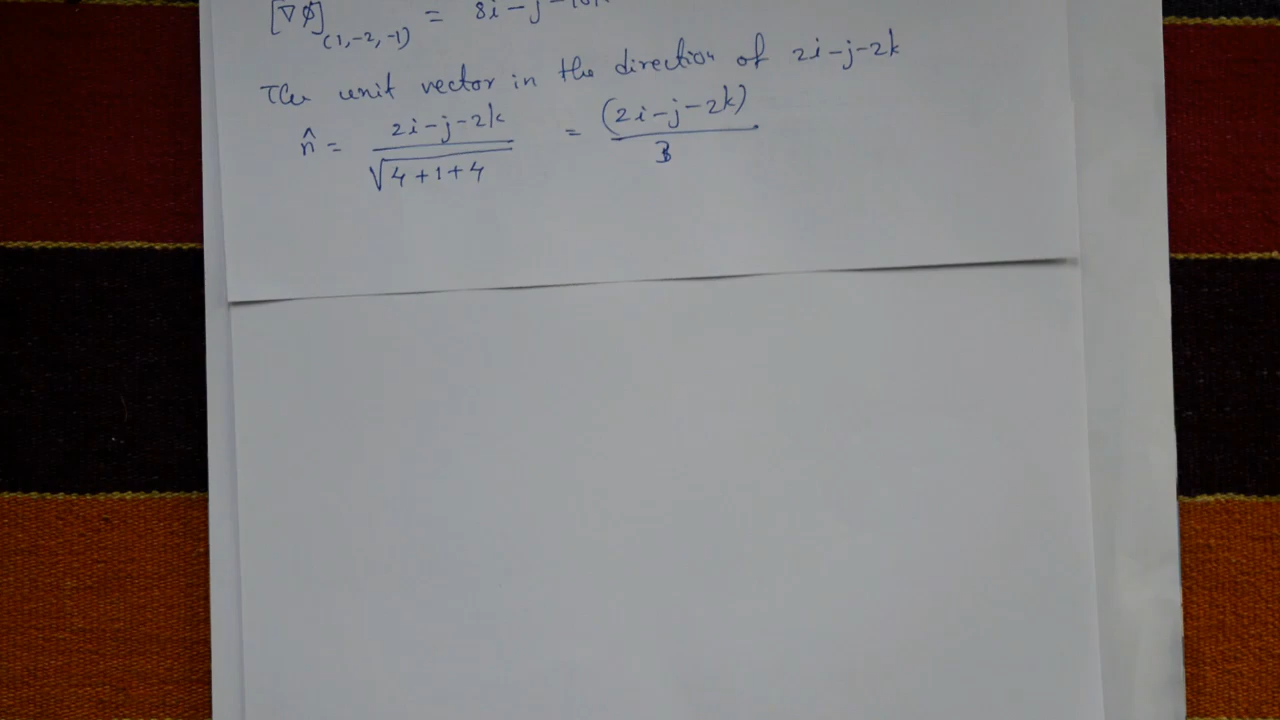 [∇φ](1,-2,-1) = 8i-j-10k
The unit vector in the direction of 2i-j-2k
n̂ = 2i-j-2k / √4+1+4 = (2i-j-2k) / 3